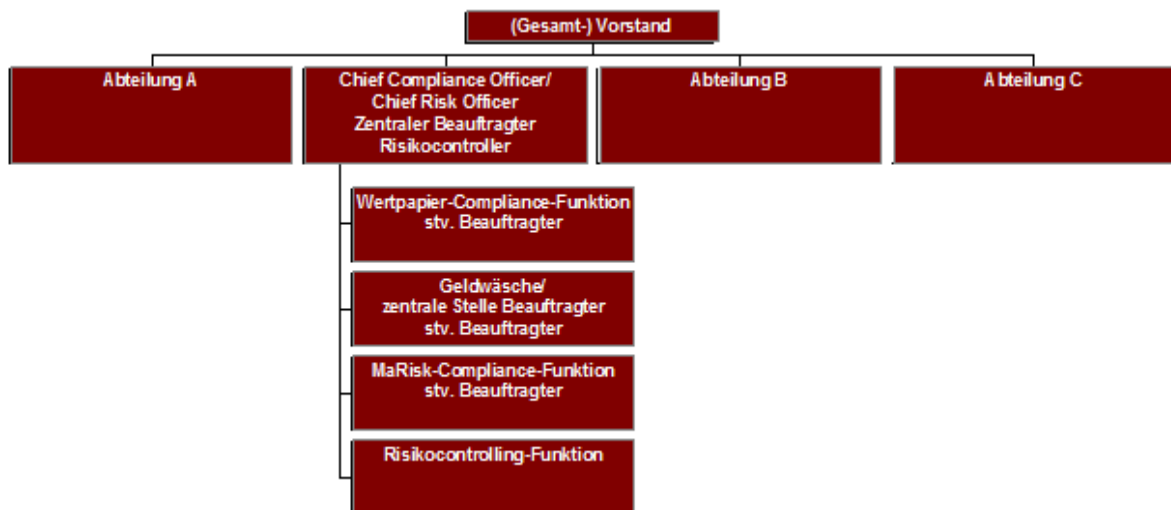 (Gesamt-) Vorstand
Abteilung A
Chief Compliance Officer/
Chief Risk Officer
Zentraler Beauftragter
Risikocontroller
Abteilung B
Abteilung C
Wertpapier-Compliance-Funktion
stv. Beauftragter
Geldwäsche/
zentrale Stelle Beauftragter
stv. Beauftragter
MaRisk-Compliance-Funktion
stv. Beauftragter
Risikocontrolling-Funktion